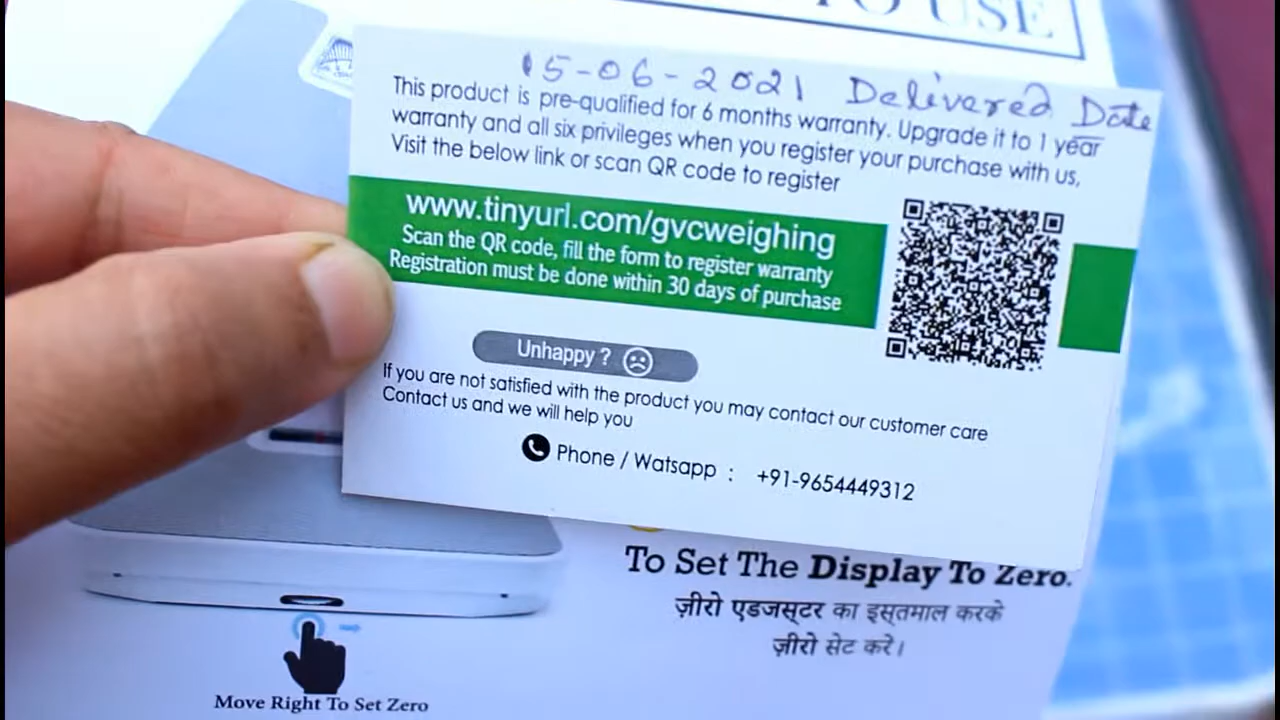 TO USE
15-06-2021 Delivered Date
This product is pre-qualified for 6 months warranty. Upgrade it to 1 year
warranty and all six privileges when you register your purchase with us,
Visit the below link or scan QR code to register
www.tinyurl.com/gvcweighing
Scan the QR code, fill the form to register warranty
Registration must be done within 30 days of purchase
Unhappy ?
If you are not satisfied with the product you may contact our customer care
Contact us and we will help you
Phone / Watsapp : +91-9654449312
To Set The Display To Zero.
ज़ीरो एडजस्टर का इस्तमाल करके
ज़ीरो सेट करे।
Move Right To Set Zero